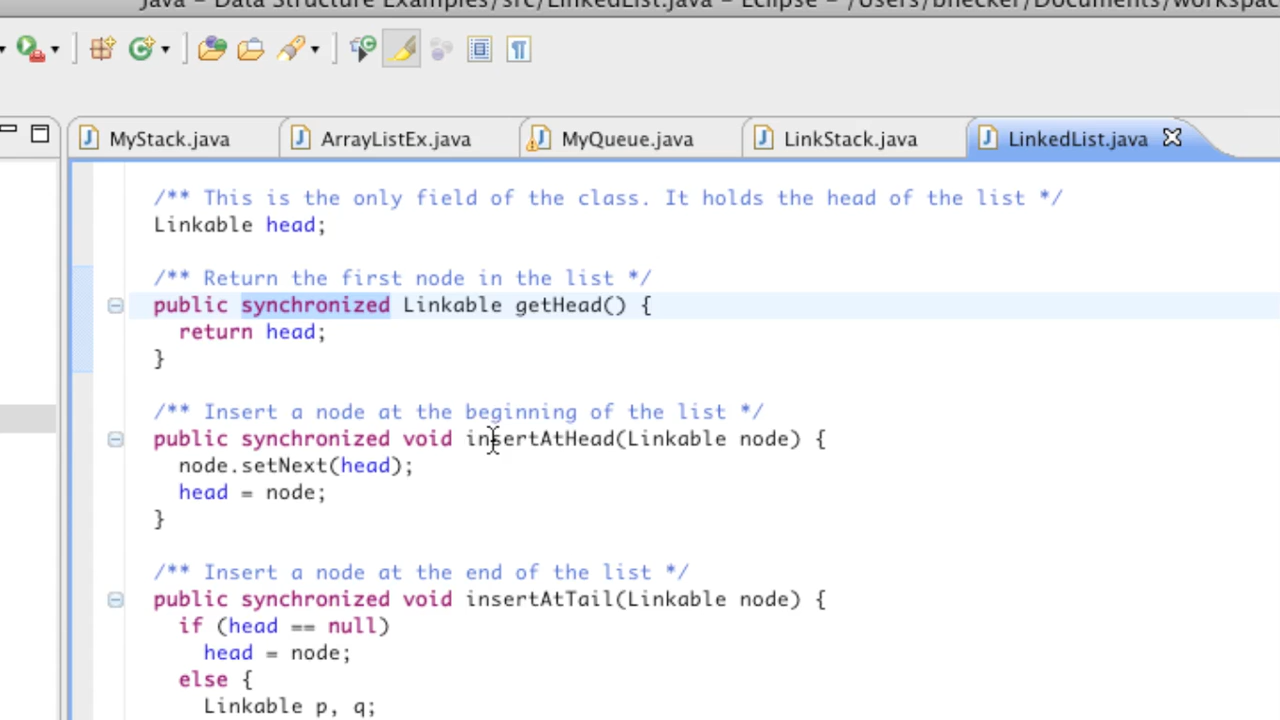 Java - Data Structure Examples/src/LinkedList.java - Eclipse - /Users/bhecker/Documents/workspac
MyStack.java ArrayListEx.java MyQueue.java LinkStack.java LinkedList.java
/** This is the only field of the class. It holds the head of the list */
Linkable head;
/** Return the first node in the list */
public synchronized Linkable getHead() {
return head;
}
/** Insert a node at the beginning of the list */
public synchronized void insertAtHead(Linkable node) {
node.setNext(head);
head = node;
}
/** Insert a node at the end of the list */
public synchronized void insertAtTail(Linkable node) {
if (head == null)
head = node;
else {
Linkable p, q;